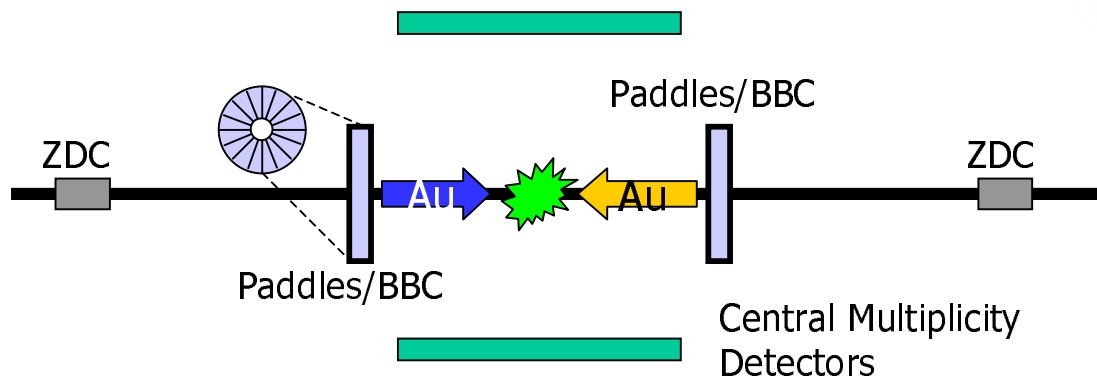 Paddles/BBC
ZDC
ZDC
Au
Au
Paddles/BBC
Central Multiplicity
Detectors